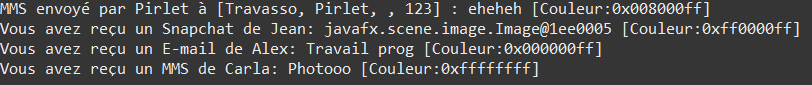 MMS envoyé par Pirlet à [Travasso, Pirlet, , 123] : eheheh [Couleur:0x008000ff]
Vous avez reçu un Snapchat de Jean: javafx.scene.image.Image@1ee0005 [Couleur:0xff0000ff]
Vous avez reçu un E-mail de Alex: Travail prog [Couleur:0x000000ff]
Vous avez reçu un MMS de Carla: Photooo [Couleur:0xffffffff]